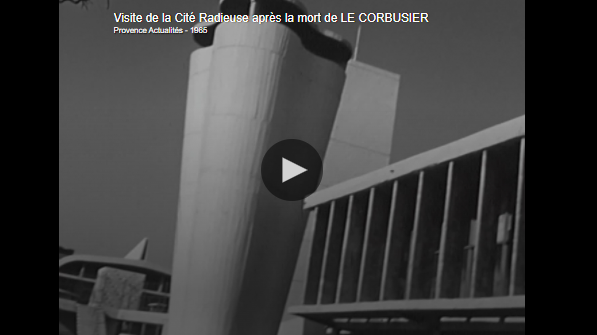 Visite de la Cité Radieuse après la mort de LE CORBUSIER
Provence Actualités - 1965